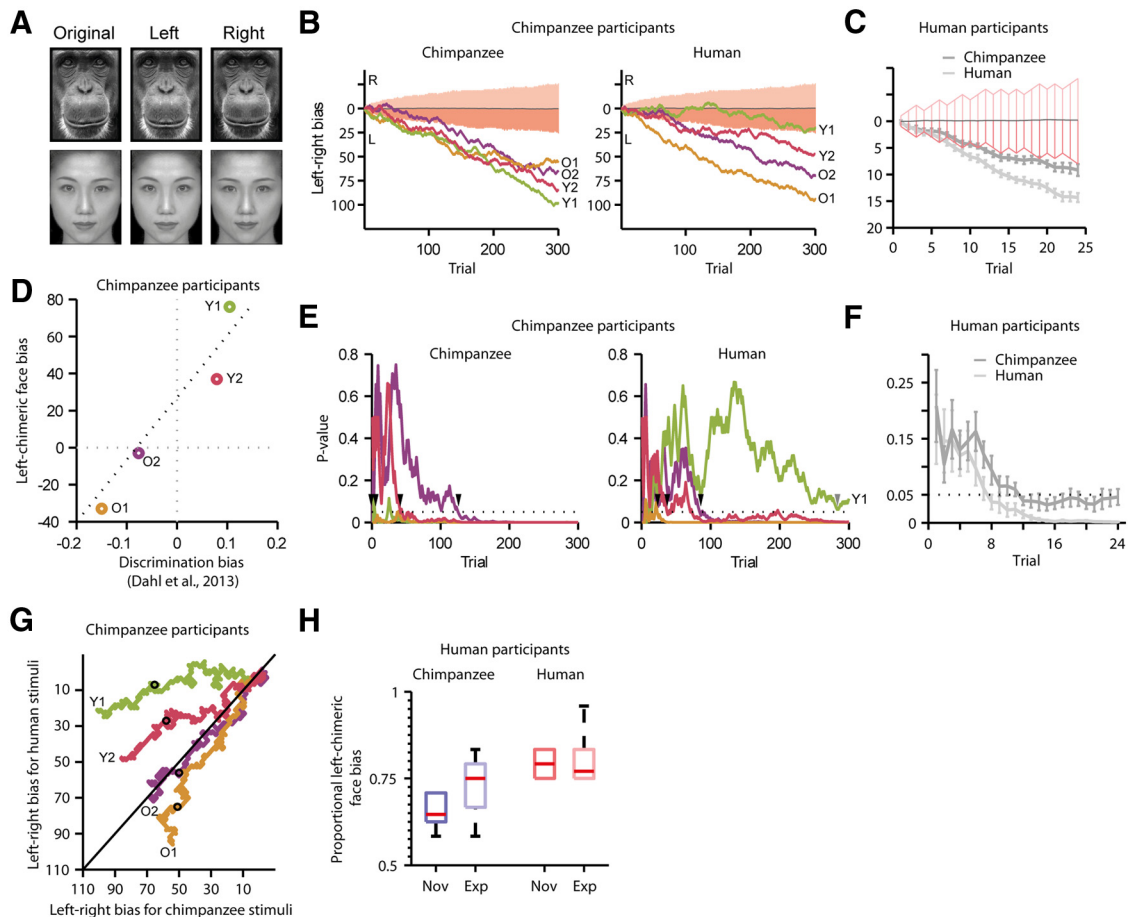 A
Original Left Right
B
Chimpanzee participants
Chimpanzee
Human
R
0
L
25
50
75
100
Left-right bias
O1
O2
Y2
Y1
100 200 300
Trial
R
0
L
25
50
75
100
Y1
Y2
O2
O1
100 200 300
Trial
C
Human participants
Chimpanzee
Human
0
5
10
15
20
0 5 10 15 20 25
Trial
D
Chimpanzee participants
80
60
40
20
0
-20
-40
Left-chimeric face bias
Y1
Y2
O2
O1
-0.2 -0.1 0 0.1 0.2
Discrimination bias
(Dahl et al., 2013)
E
Chimpanzee participants
Chimpanzee
Human
0.8
0.6
0.4
0.2
0
P-value
0 100 200 300
Trial
0.8
0.6
0.4
0.2
0
Y1
0 100 200 300
Trial
F
Human participants
Chimpanzee
Human
0.25
0.15
0.05
0
0 8 16 24
Trial
G
Chimpanzee participants
10
30
50
70
90
110
Left-right bias for human stimuli
Y1
Y2
O2
O1
110 90 70 50 30 10
Left-right bias for chimpanzee stimuli
H
Human participants
Chimpanzee Human
1
0.75
0.5
Proportional left-chimeric
face bias
Nov Exp Nov Exp